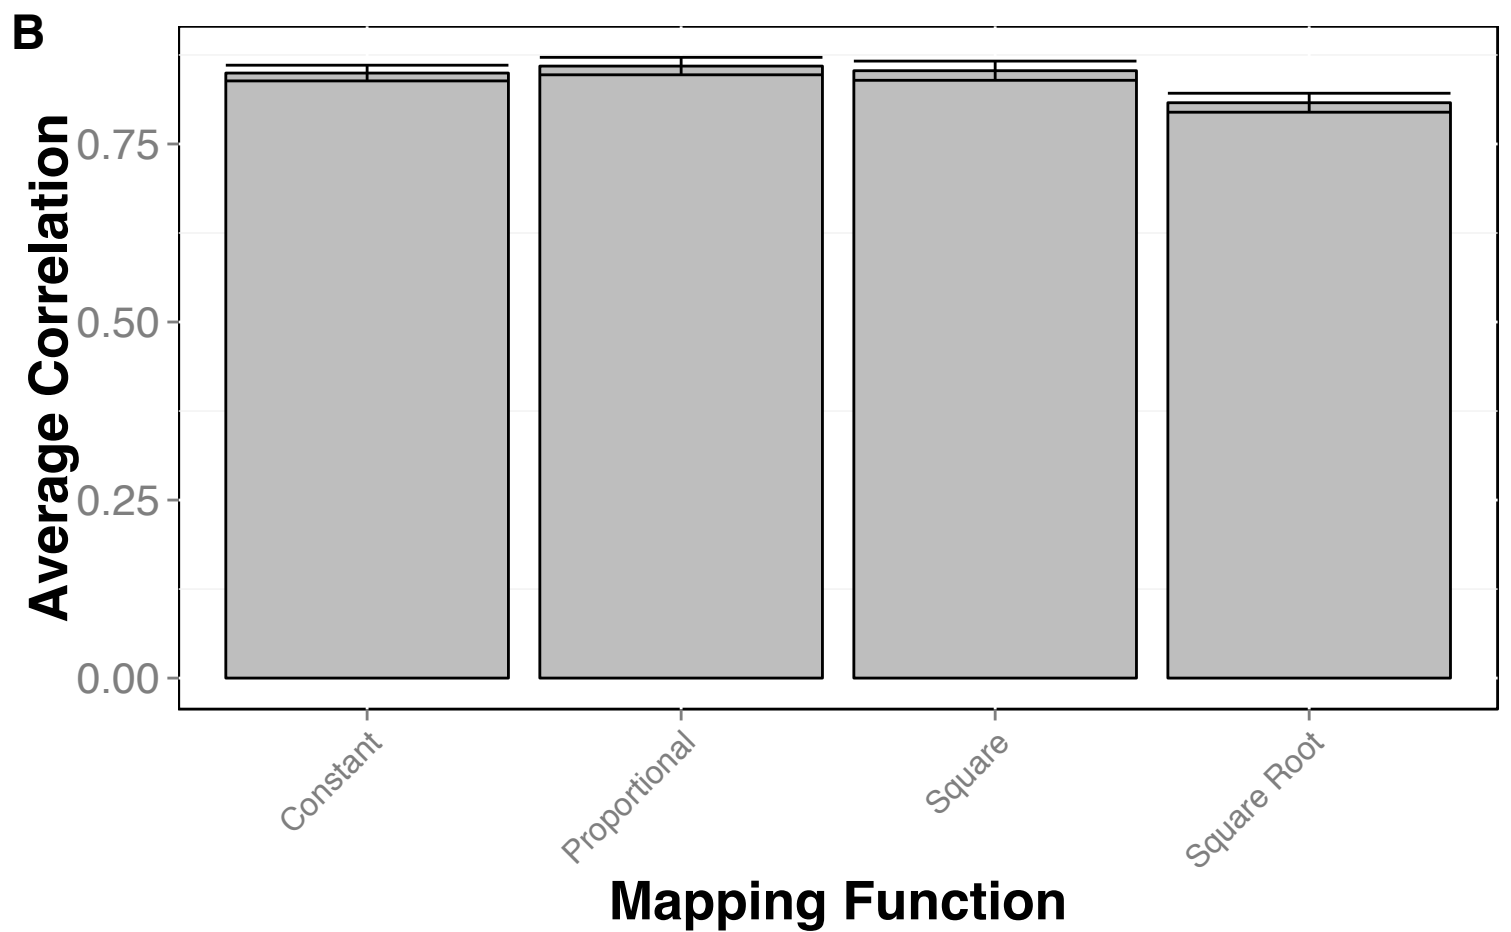 B
Average Correlation
0.75
0.50
0.25
0.00
Constant
Proportional
Square
Square Root
Mapping Function